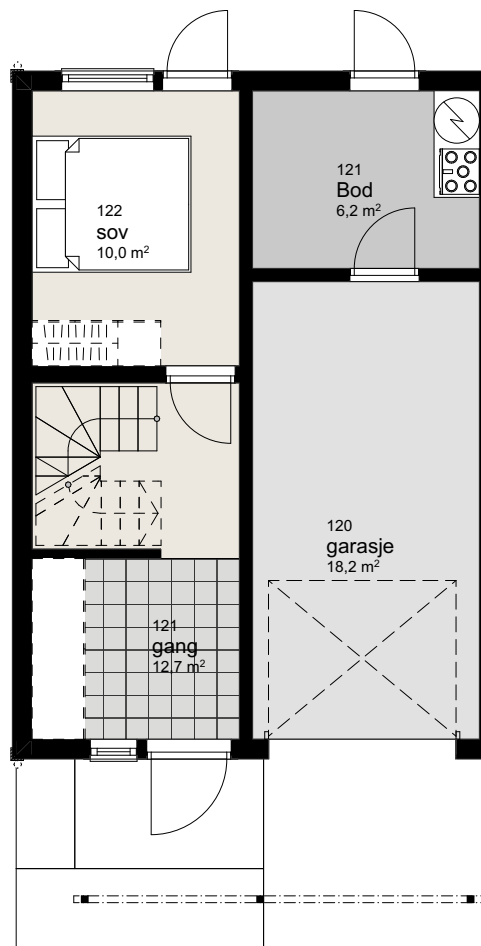 121
Bod
6,2 m²
122
sov
10,0 m²
120
garasje
18,2 m²
121
gang
12,7 m²